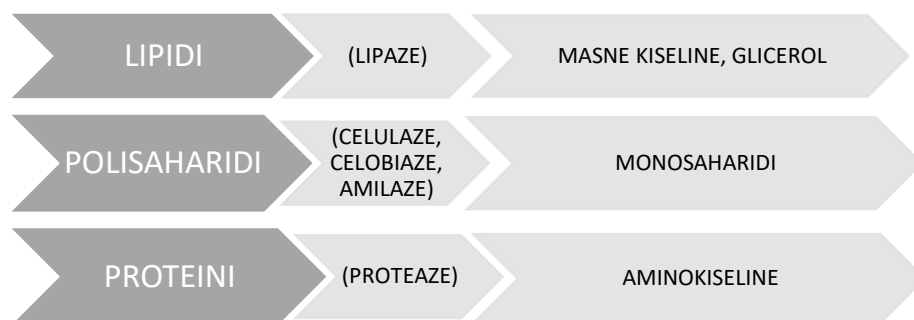 LIPIDI
(LIPAZE)
MASNE KISELINE, GLICEROL
POLISAHARIDI
(CELULAZE,
CELOBIAZE,
AMILAZE)
MONOSAHARIDI
PROTEINI
(PROTEAZE)
AMINOKISELINE